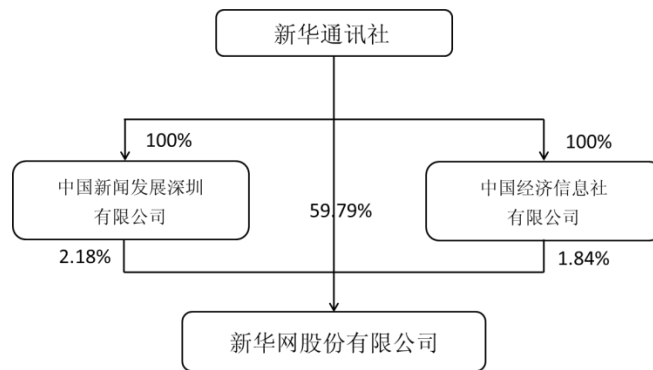 新华通讯社
100%
100%
中国新闻发展深圳
有限公司
59.79%
中国经济信息社
有限公司
2.18%
1.84%
新华网股份有限公司